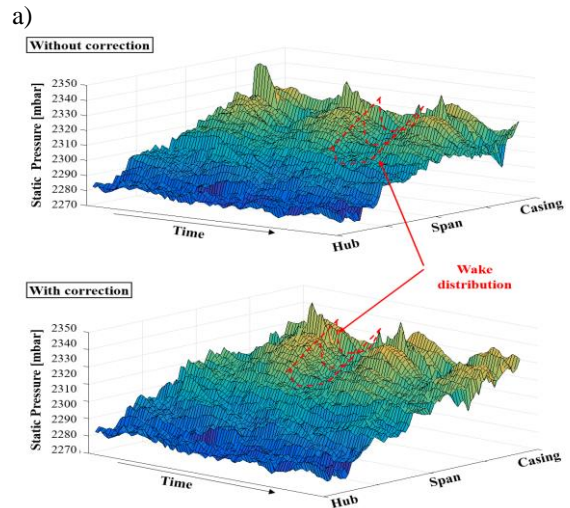 a)
Without correction
Static Pressure [mbar]
2350
2340
2330
2320
2310
2300
2290
2280
2270
Time
Hub
Span
Casing
Wake
distribution
With correction
Static Pressure [mbar]
2350
2340
2330
2320
2310
2300
2290
2280
2270
Time
Hub
Span
Casing